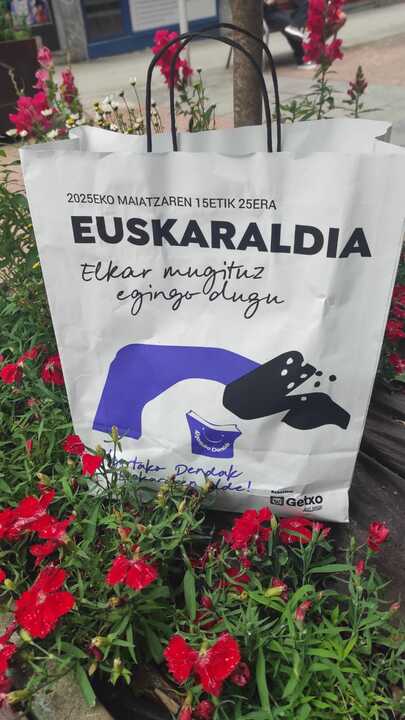 2025EKO MAIATZAREN 15ETIK 25ERA
EUSKARALDIA
Elkar mugituz
egingo dugu
Dendak
Getxo